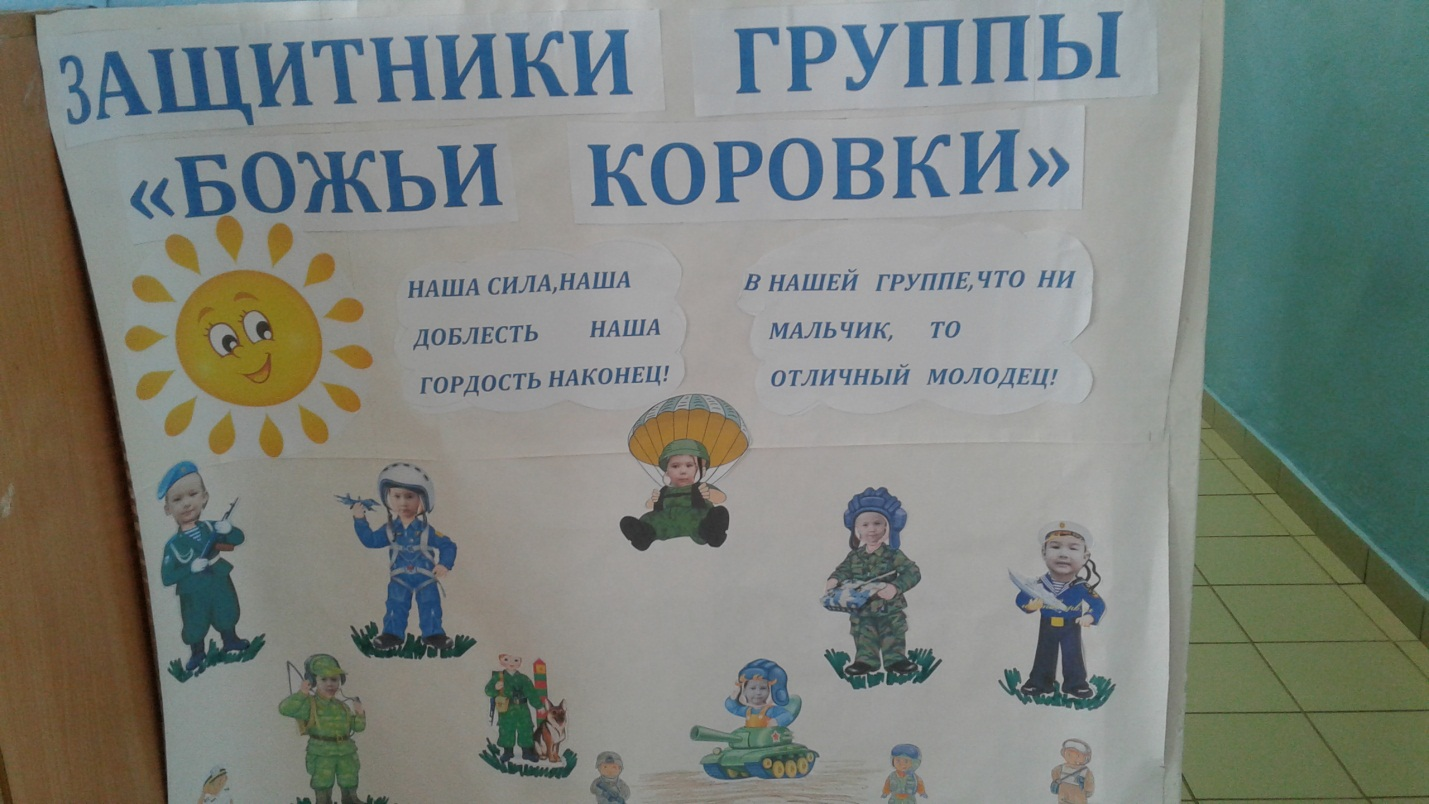 ЗАЩИТНИКИ ГРУППЫ
«БОЖЬИ КОРОВКИ»
НАША СИЛА,НАША
ДОБЛЕСТЬ НАША
ГОРДОСТЬ НАКОНЕЦ!
В НАШЕЙ ГРУППЕ,ЧТО НИ
МАЛЬЧИК, ТО
ОТЛИЧНЫЙ МОЛОДЕЦ!